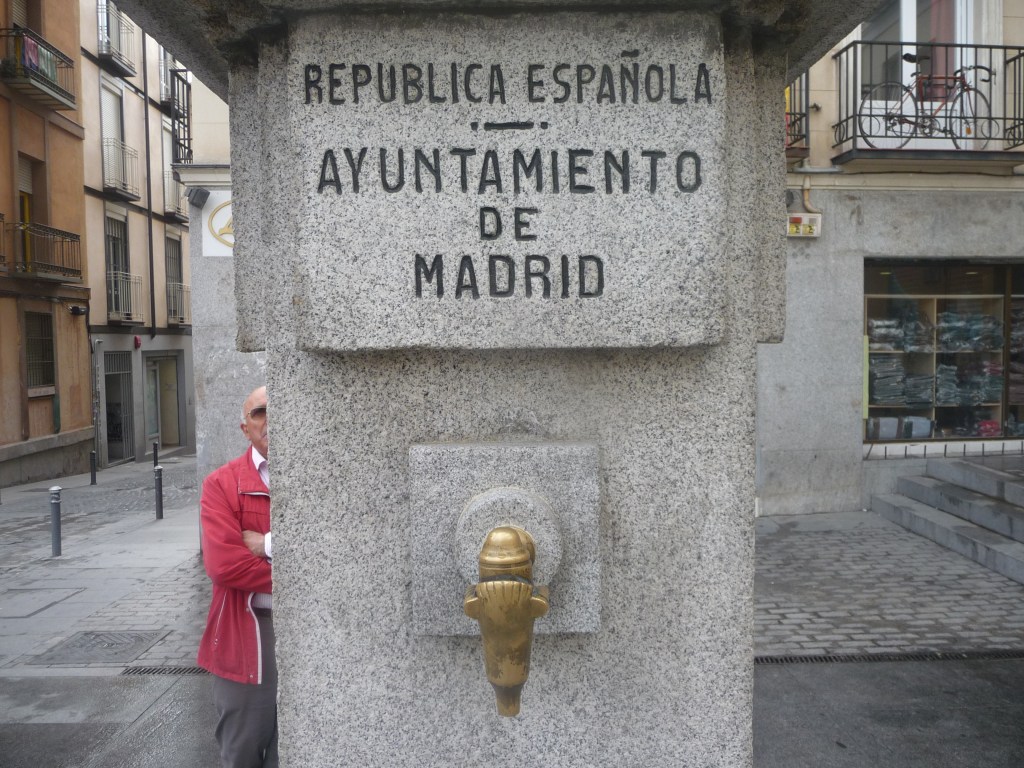 REPUBLICA ESPAÑOLA
AYUNTAMIENTO
DE
MADRID